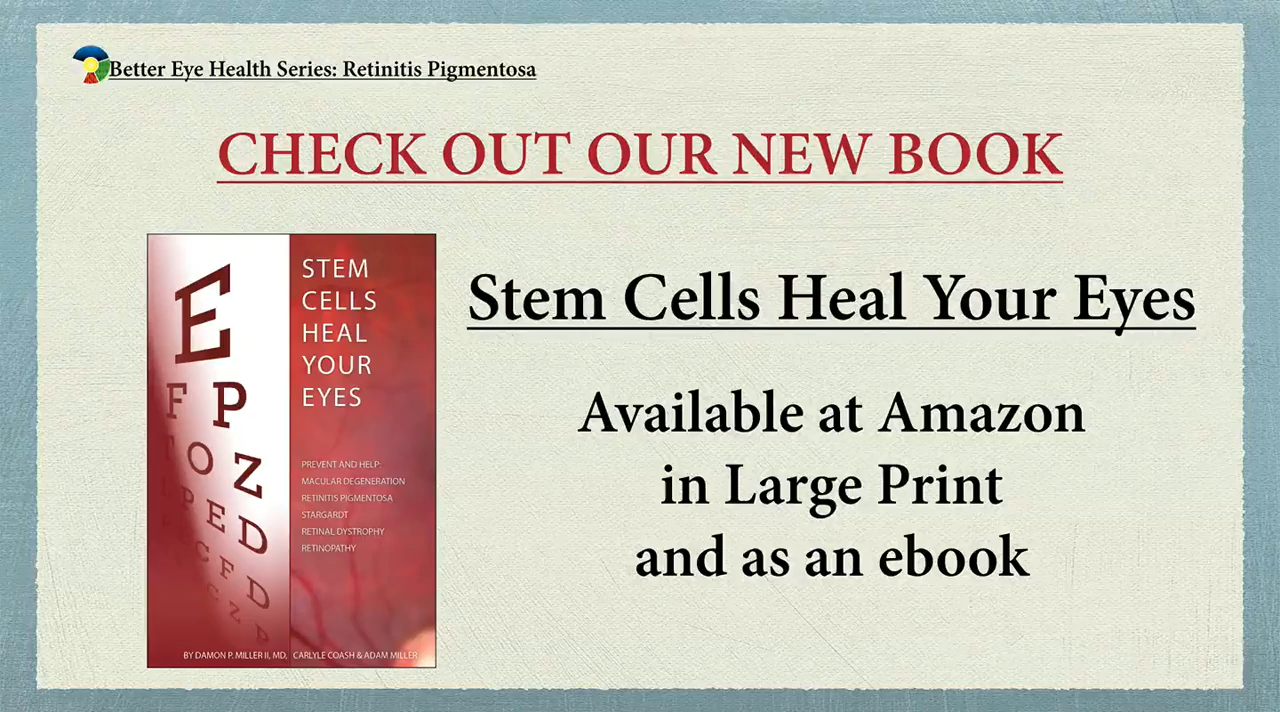 Better Eye Health Series: Retinitis Pigmentosa
CHECK OUT OUR NEW BOOK
STEM
CELLS
HEAL
YOUR
EYES
E
F P
O Z
P E D
C F D
Z P
PREVENT AND HELP:
MACULAR DEGENERATION
RETINITIS PIGMENTOSA
STARGARDT
RETINAL DYSTROPHY
RETINOPATHY
BY DAMON P. MILLER II, MD, CARLYLE COASH & ADAM MILLER
Stem Cells Heal Your Eyes
Available at Amazon
in Large Print
and as an ebook